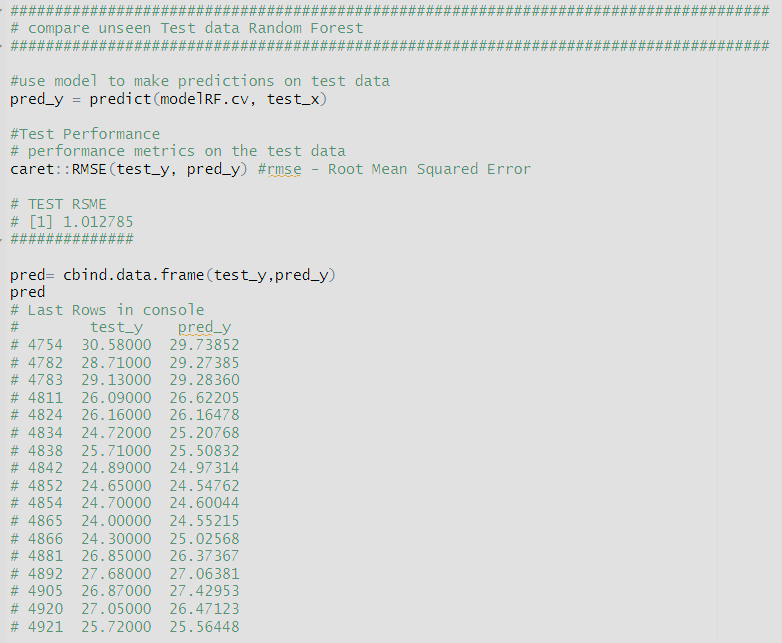 #####################################################################################
# compare unseen Test data Random Forest
#####################################################################################
#use model to make predictions on test data
pred_y = predict(modelRF.cv, test_x)
#Test Performance
# performance metrics on the test data
caret::RMSE(test_y, pred_y) #rmse - Root Mean Squared Error
# TEST RSME
# [1] 1.012785
##############
pred= cbind.data.frame(test_y,pred_y)
pred
# Last Rows in console
#        test_y    pred_y
# 4754  30.58000  29.73852
# 4782  28.71000  29.27385
# 4783  29.13000  29.28360
# 4811  26.09000  26.62205
# 4824  26.16000  26.16478
# 4834  24.72000  25.20768
# 4838  25.71000  25.50832
# 4842  24.89000  24.97314
# 4852  24.65000  24.54762
# 4854  24.70000  24.60044
# 4865  24.00000  24.55215
# 4866  24.30000  25.02568
# 4881  26.85000  26.37367
# 4892  27.68000  27.06381
# 4905  26.87000  27.42953
# 4920  27.05000  26.47123
# 4921  25.72000  25.56448